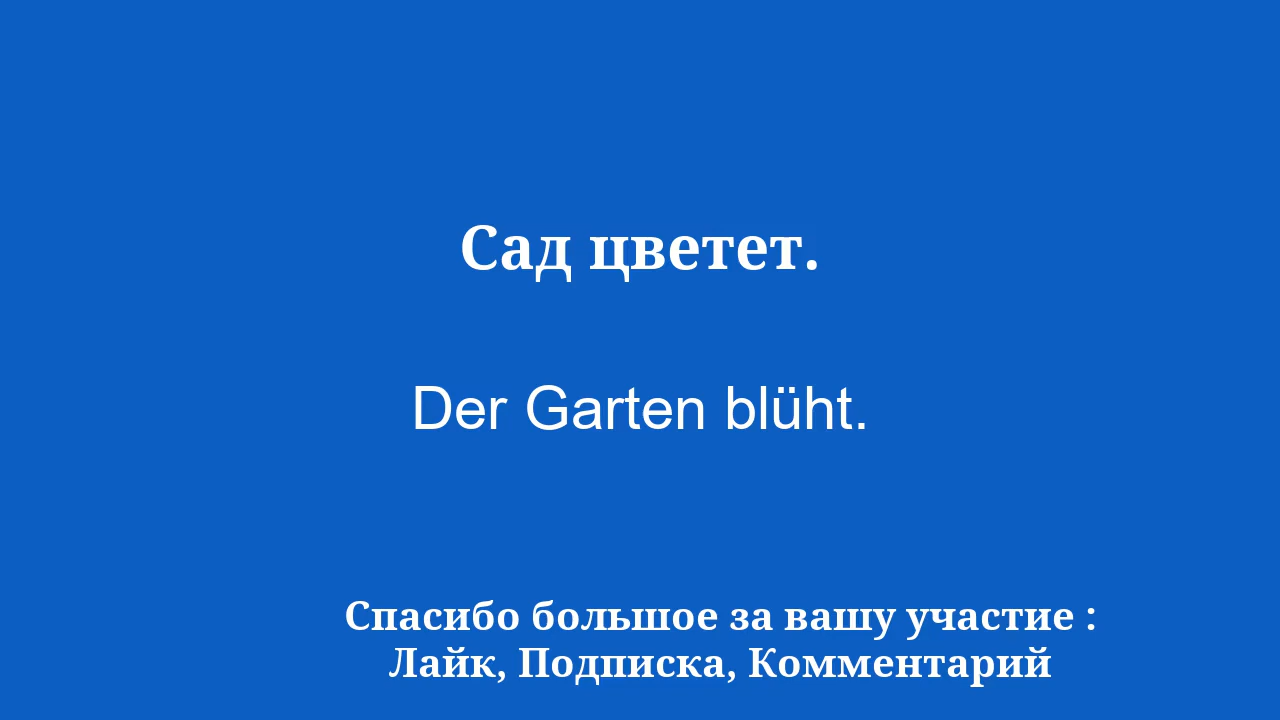 Сад цветет.
Der Garten blüht.
Спасибо большое за вашу участие :
Лайк, Подписка, Комментарий